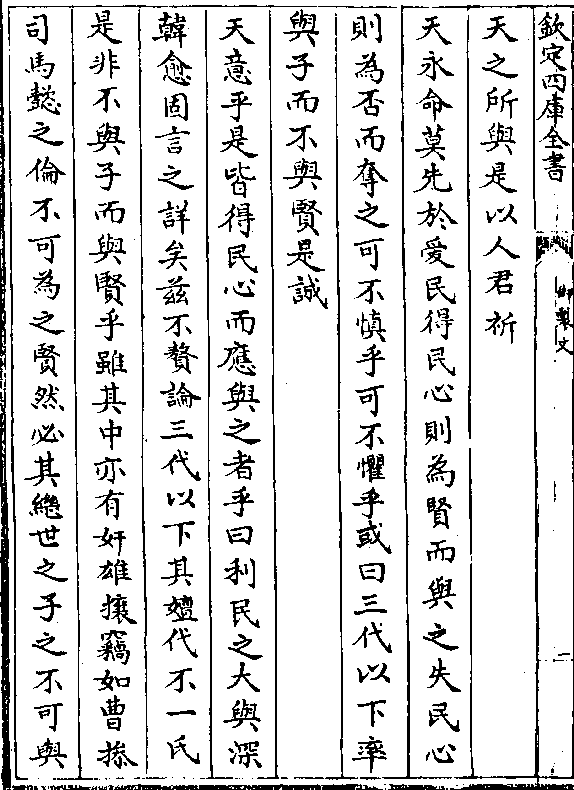 欽定四庫全書
御製文
二
天之所與是以人君祈
天永命莫先於愛民得民心則為賢而與之失民心
則為否而奪之可不慎乎可不懼乎或曰三代以下率
與子而不與賢是誠
天意乎是皆得民心而應與之者乎曰利民之大與深
韓愈固言之詳矣茲不贅論三代以下其嬗代不一氏
是非不與子而與賢乎雖其中亦有奸雄攘竊如曹操
司馬懿之倫不可為之賢然必其繼世之子之不可與